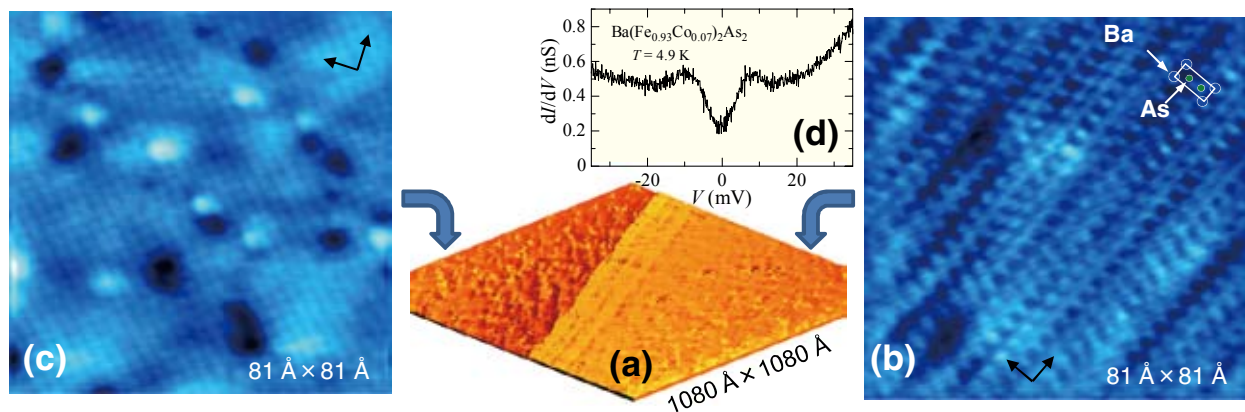 (c)
81 Å × 81 Å
Ba(Fe0.93Co0.07)2As2
T = 4.9 K
dI/dV (nS)
0.8
0.6
0.4
0.2
0
-20
0
20
V (mV)
(d)
(a)
1080 Å × 1080 Å
Ba
As
(b)
81 Å × 81 Å